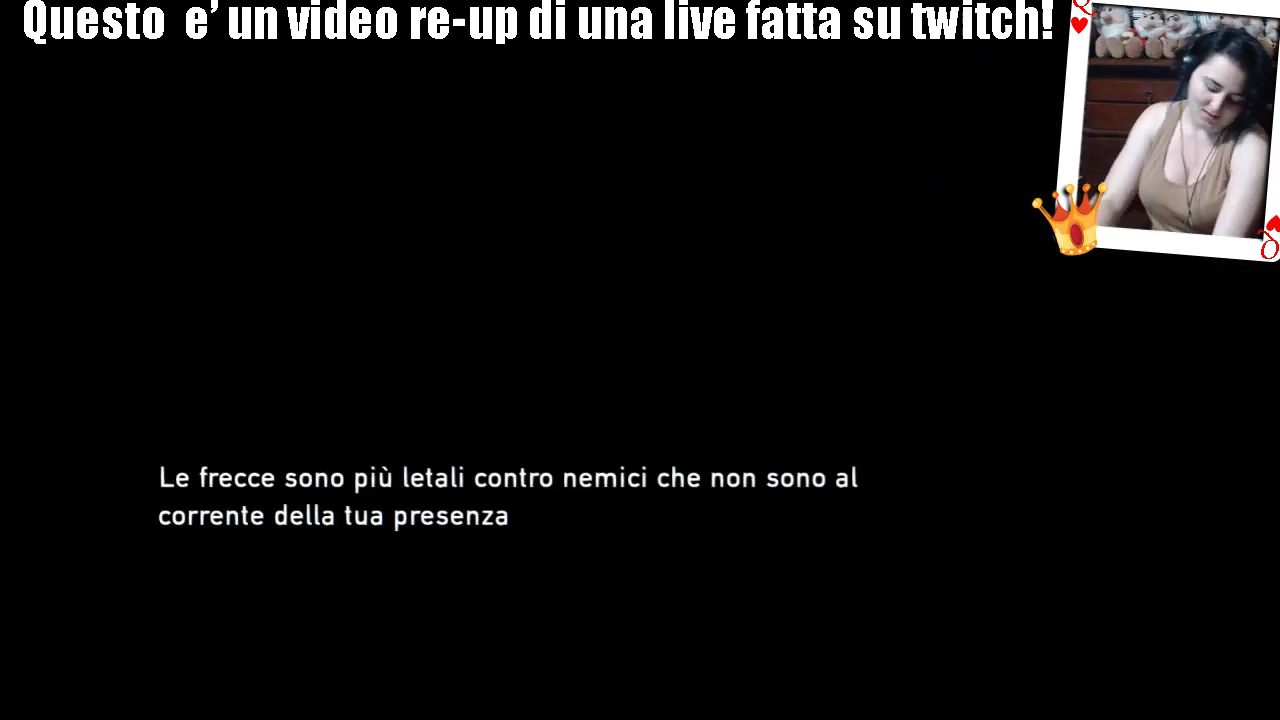 Questo e' un video re-up di una live fatta su twitch!
Q
Le frecce sono più letali contro nemici che non sono al
corrente della tua presenza
Q